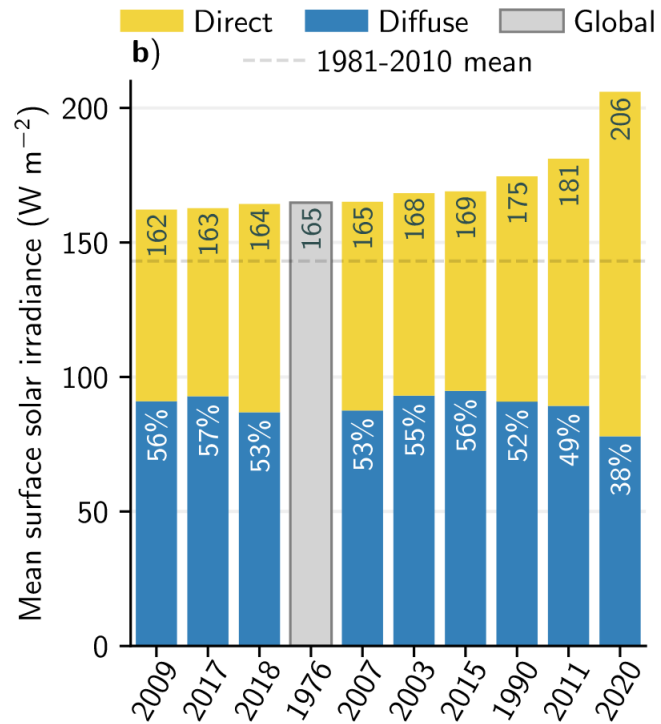 Direct Diffuse Global
b)
1981-2010 mean
Mean surface solar irradiance (W m⁻²)
200
150
100
50
0
162 163 164 165 165 168 169 175 181 206
56% 57% 53% 53% 55% 56% 52% 49% 38%
2009 2017 2018 1976 2007 2003 2015 1990 2011 2020